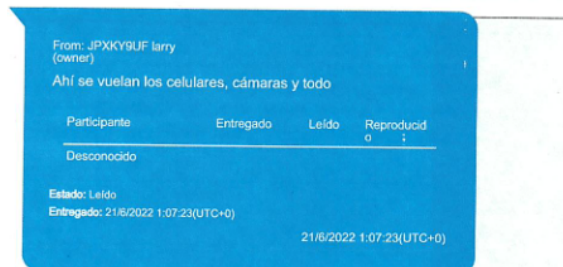 From: JPXKY9UF larry
(owner)
Ahí se vuelan los celulares, cámaras y todo
Participante Entregado Leído Reproducid
o
Desconocido
Estado: Leído
Entregado: 21/6/2022 1:07:23(UTC+0)
21/6/2022 1:07:23(UTC+0)